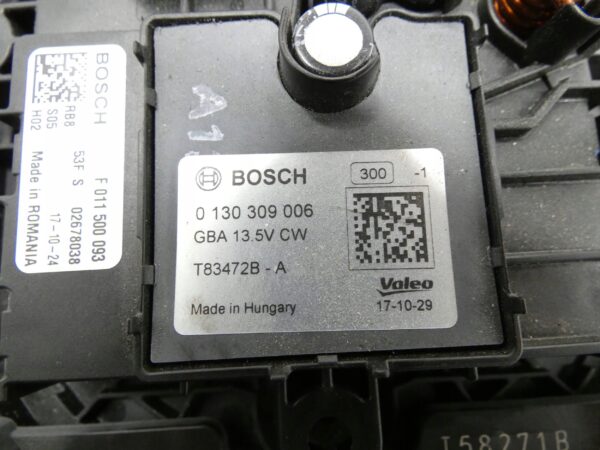 BOSCH
F 011 500 093
RB8
53F S 02678038
S05
H02
Made in ROMANIA
17-10-24
A1
BOSCH
300 -1
0 130 309 006
GBA 13.5V CW
T83472B - A
Valeo
Made in Hungary
17-10-29
T58271B